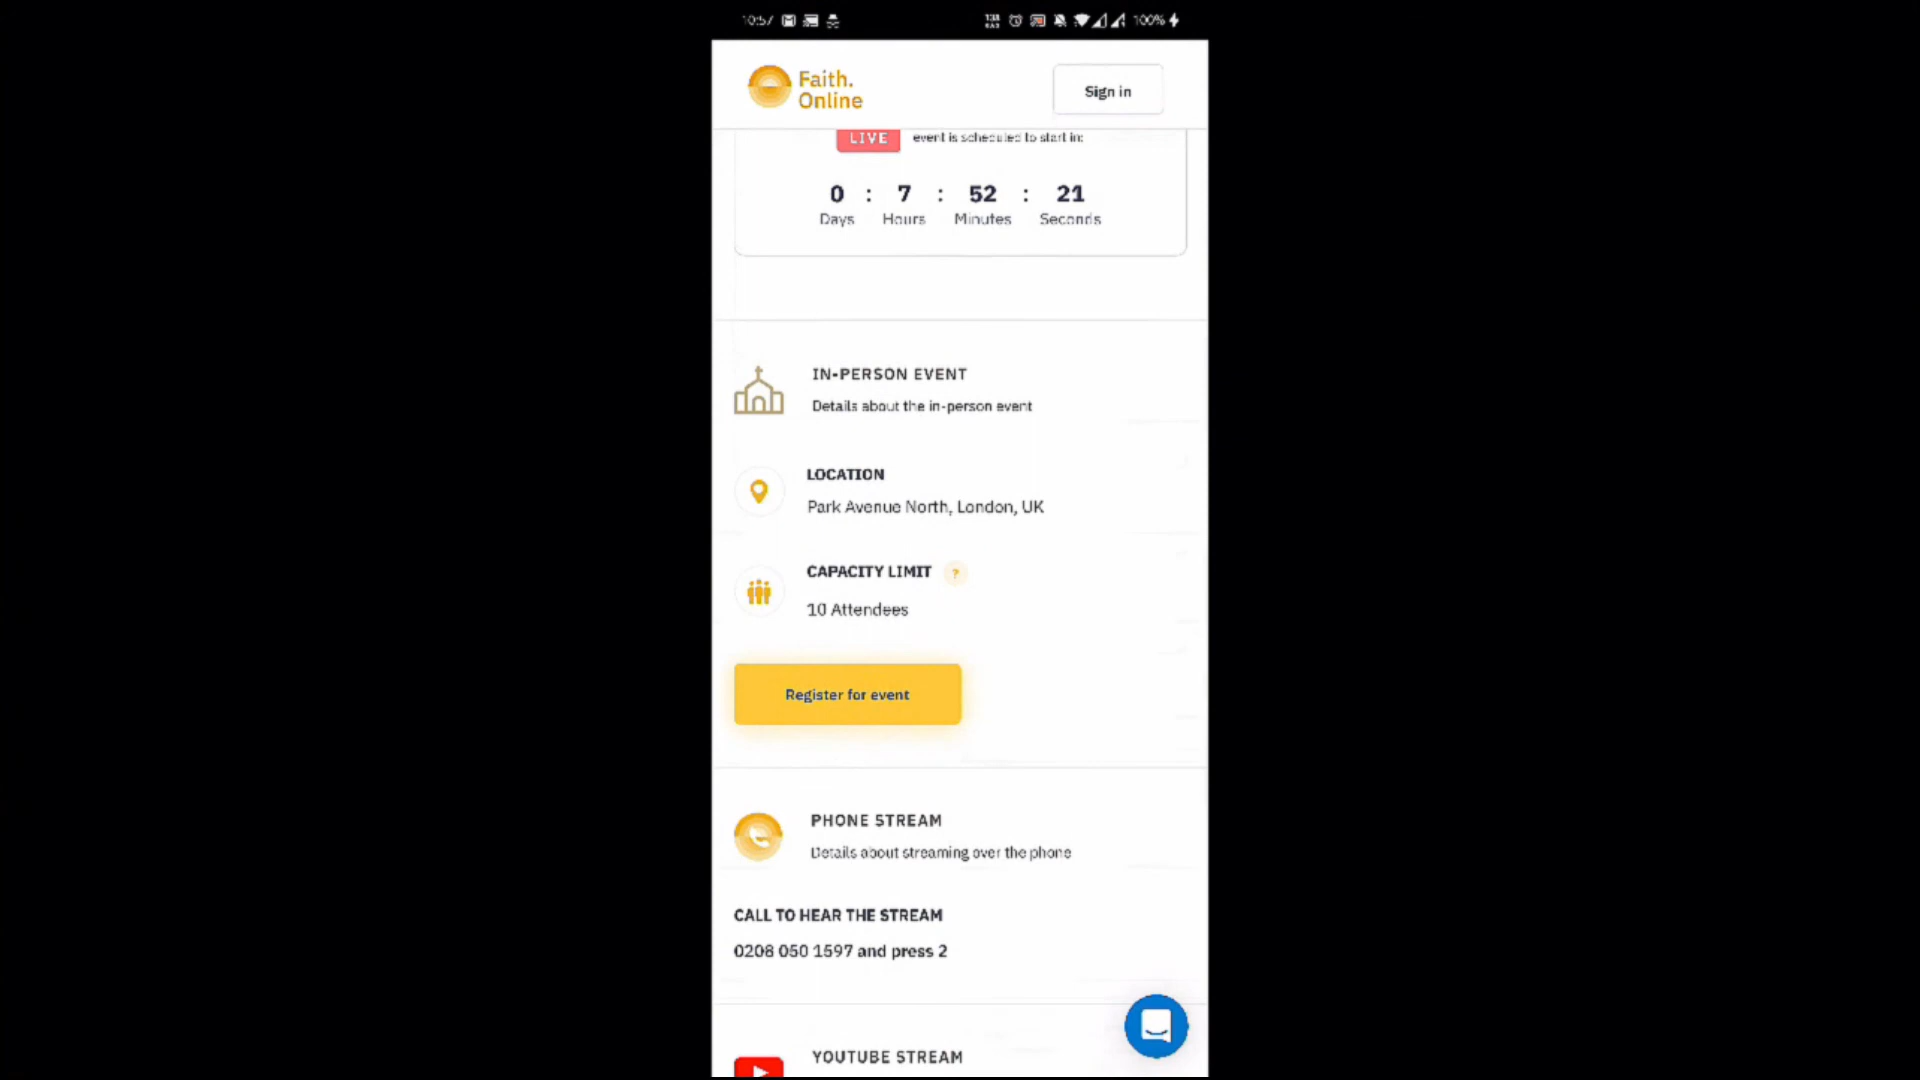 10:57
100%
Faith.
Online
Sign in
LIVE event is scheduled to start in:
0 : 7 : 52 : 21
Days Hours Minutes Seconds
IN-PERSON EVENT
Details about the in-person event
LOCATION
Park Avenue North, London, UK
CAPACITY LIMIT ?
10 Attendees
Register for event
PHONE STREAM
Details about streaming over the phone
CALL TO HEAR THE STREAM
0208 050 1597 and press 2
YOUTUBE STREAM